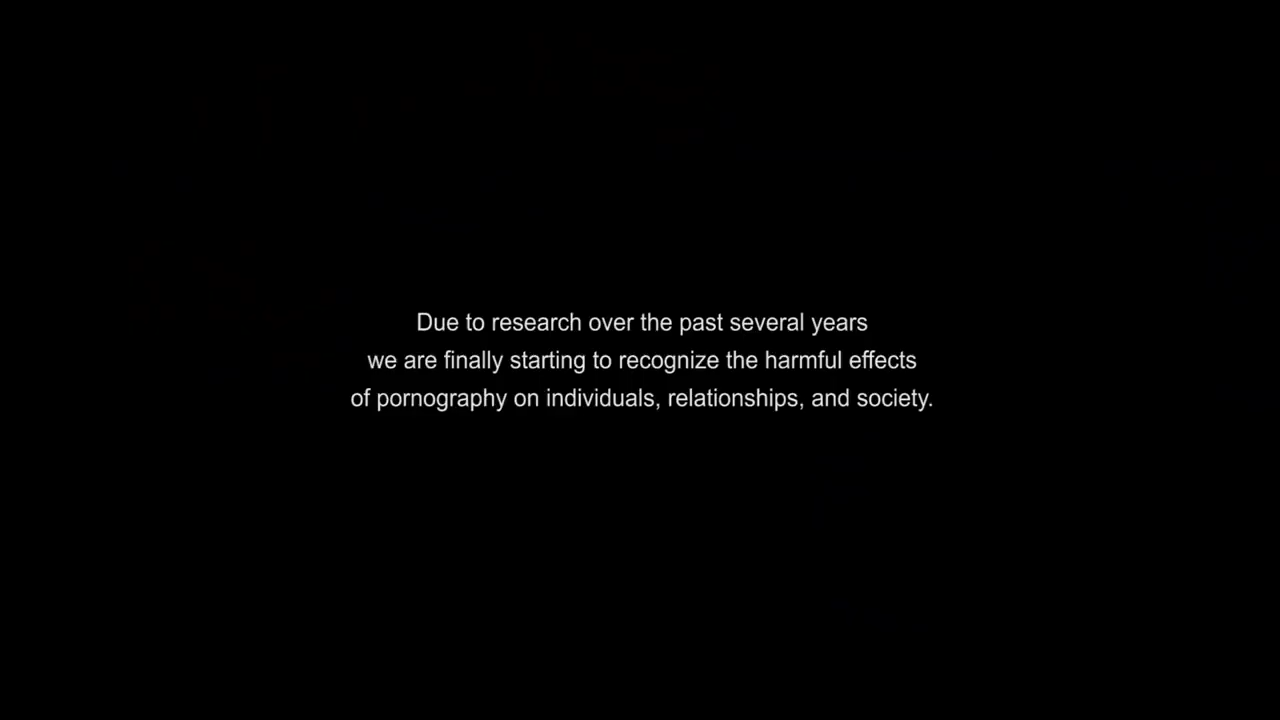 Due to research over the past several years
we are finally starting to recognize the harmful effects
of pornography on individuals, relationships, and society.